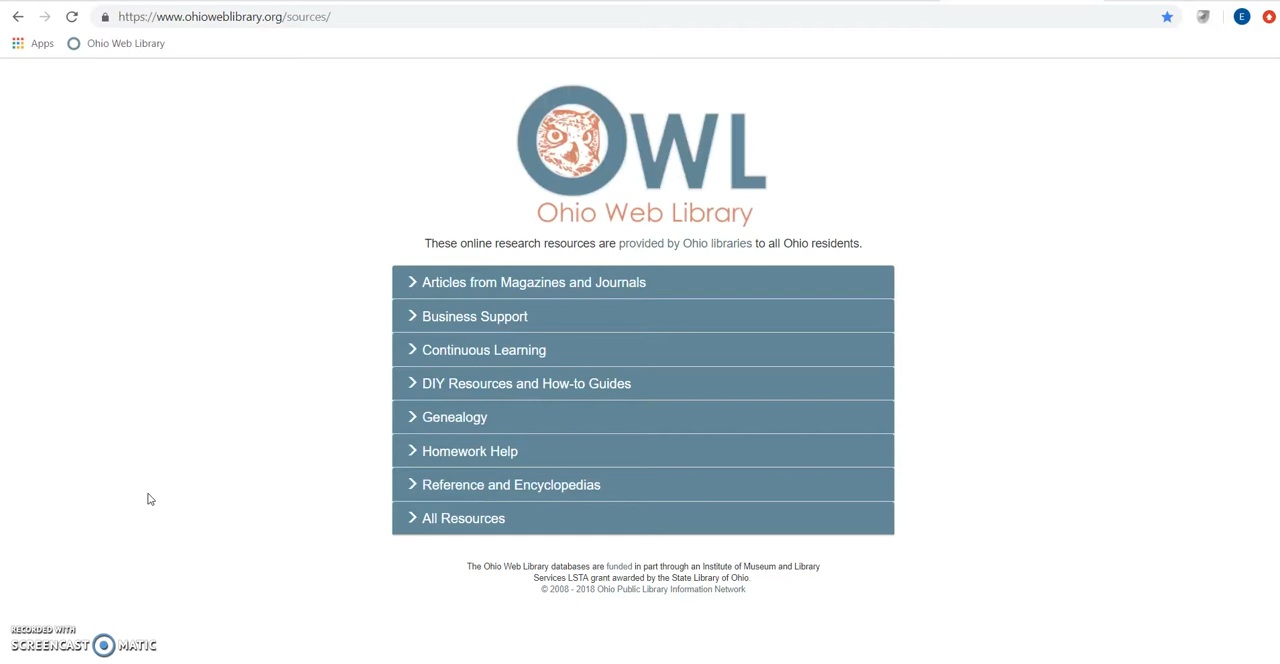 https://www.ohioweblibrary.org/sources/
E
Apps
Ohio Web Library
OWL
Ohio Web Library
These online research resources are provided by Ohio libraries to all Ohio residents.
Articles from Magazines and Journals
Business Support
Continuous Learning
DIY Resources and How-to Guides
Genealogy
Homework Help
Reference and Encyclopedias
All Resources
The Ohio Web Library databases are funded in part through an Institute of Museum and Library
Services LSTA grant awarded by the State Library of Ohio.
© 2008 - 2018 Ohio Public Library Information Network
RECORDED WITH
SCREENCAST MATIC